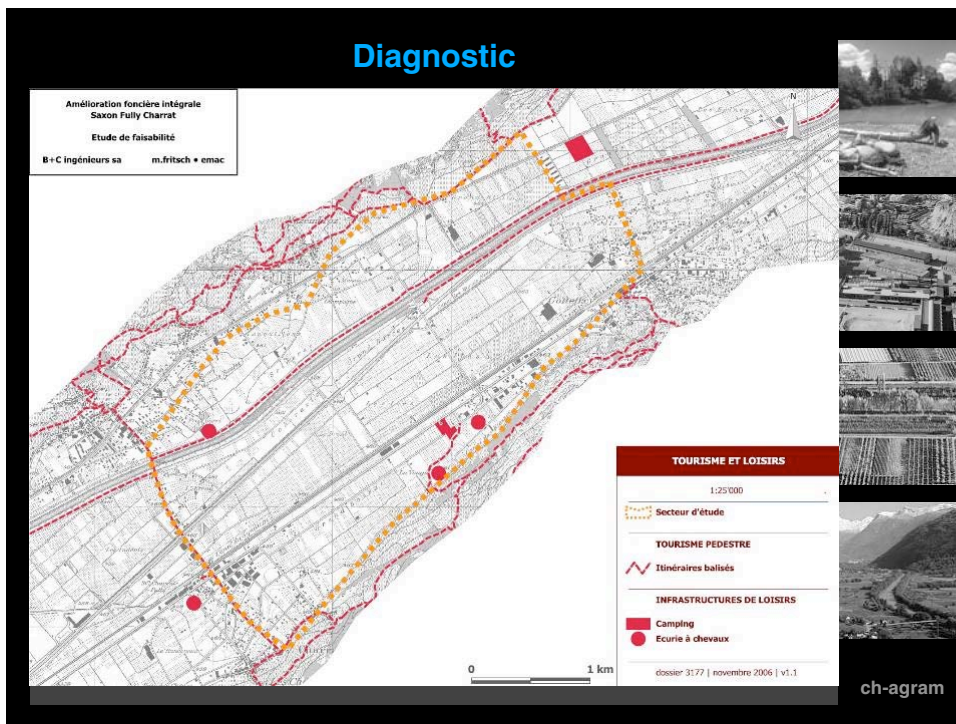 Diagnostic
Amélioration foncière intégrale
Saxon Fully Charrat
Etude de faisabilité
B+C ingénieurs sa m.fritsch • emac
N
TOURISME ET LOISIRS
1:25'000
Secteur d'étude
TOURISME PEDESTRE
Itinéraires balisés
INFRASTRUCTURES DE LOISIRS
Camping
Ecurie à chevaux
0 1 km
dossier 3177 | novembre 2006 | v1.1
ch-agram